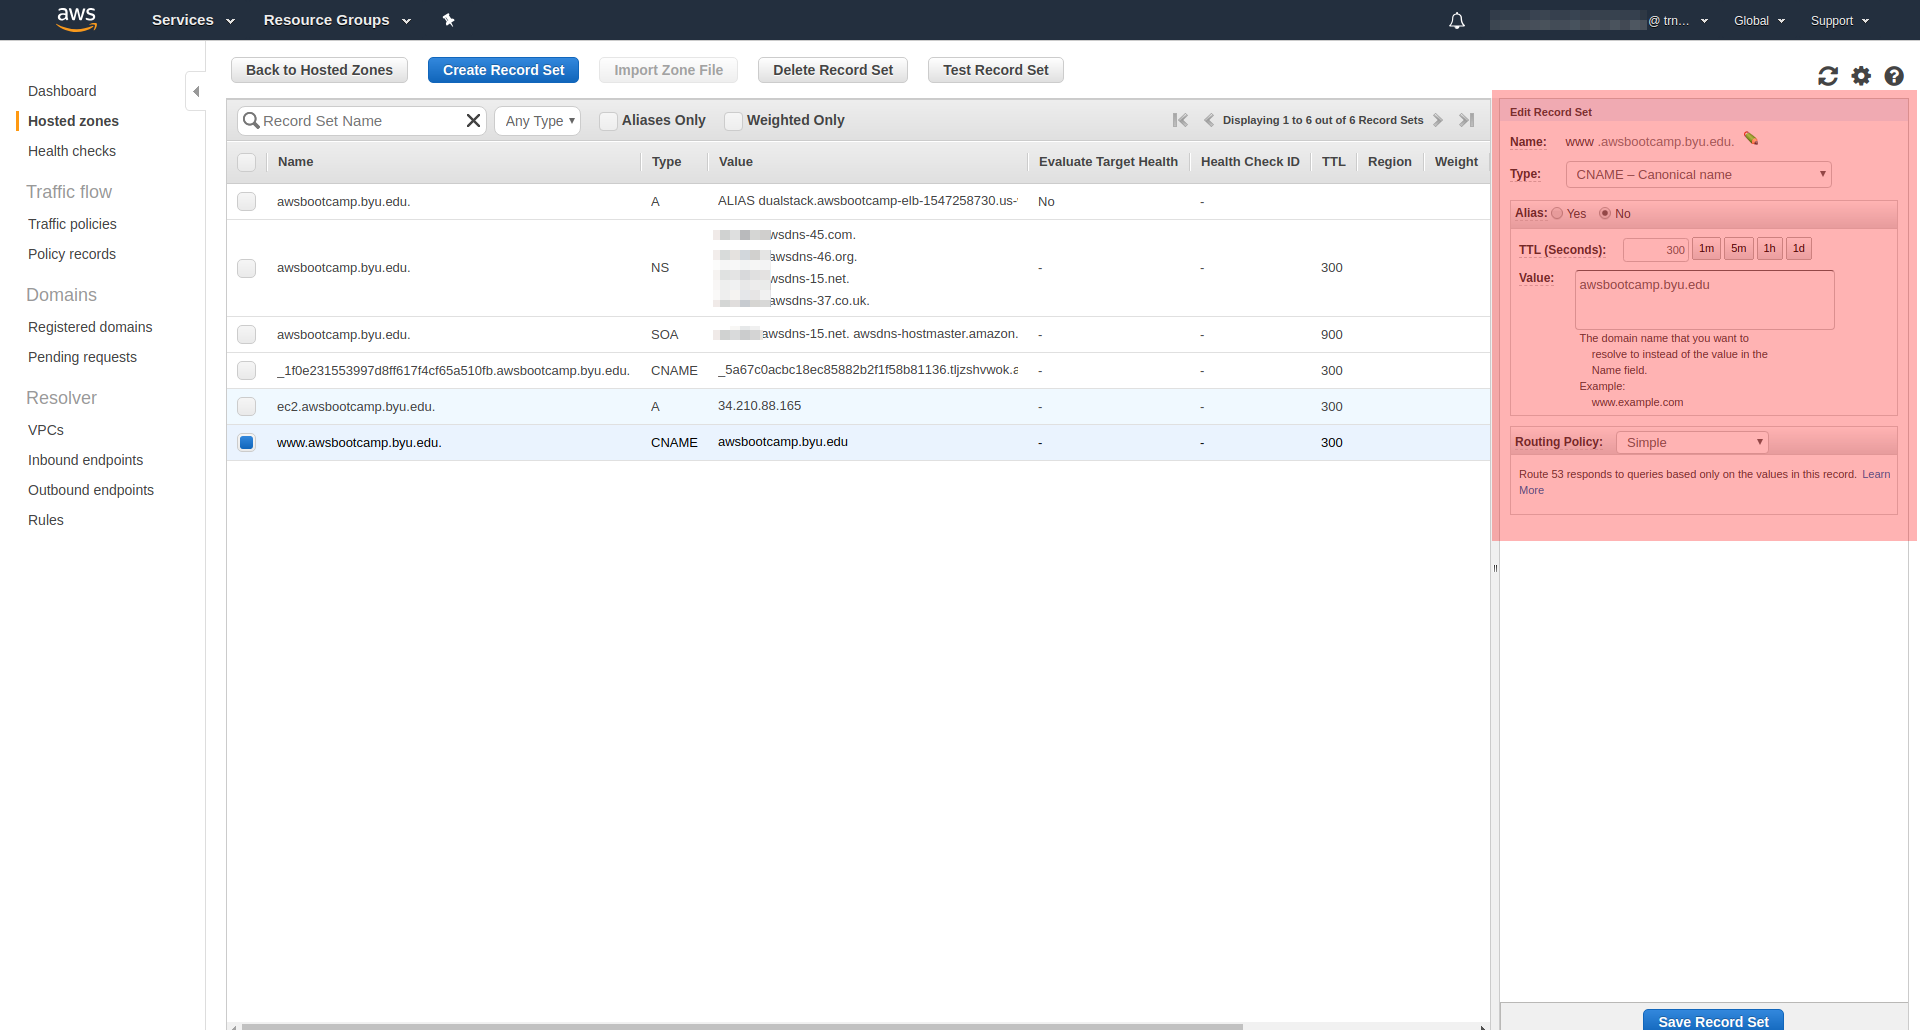 aws Services Resource Groups @ trn... Global Support
Back to Hosted Zones Create Record Set Import Zone File Delete Record Set Test Record Set
Dashboard
Hosted zones
Health checks
Traffic flow
Traffic policies
Policy records
Domains
Registered domains
Pending requests
Resolver
VPCs
Inbound endpoints
Outbound endpoints
Rules
Record Set Name Any Type Aliases Only Weighted Only Displaying 1 to 6 out of 6 Record Sets
Name Type Value Evaluate Target Health Health Check ID TTL Region Weight
awsbootcamp.byu.edu. A ALIAS dualstack.awsbootcamp-elb-1547258730.us- No -
awsbootcamp.byu.edu. NS wsdns-45.com.
awsdns-46.org.
wsdns-15.net.
awsdns-37.co.uk. - - 300
awsbootcamp.byu.edu. SOA awsdns-15.net. awsdns-hostmaster.amazon. - - 900
_1f0e231553997d8ff617f4cf65a510fb.awsbootcamp.byu.edu. CNAME _5a67c0acbc18ec85882b2f1f58b81136.tljzshvwok.a - - 300
ec2.awsbootcamp.byu.edu. A 34.210.88.165 - - 300
www.awsbootcamp.byu.edu. CNAME awsbootcamp.byu.edu - - 300
Edit Record Set
Name: www .awsbootcamp.byu.edu.
Type: CNAME – Canonical name
Alias: Yes No
TTL (Seconds): 300 1m 5m 1h 1d
Value: awsbootcamp.byu.edu
The domain name that you want to
resolve to instead of the value in the
Name field.
Example:
www.example.com
Routing Policy: Simple
Route 53 responds to queries based only on the values in this record. Learn
More
Save Record Set